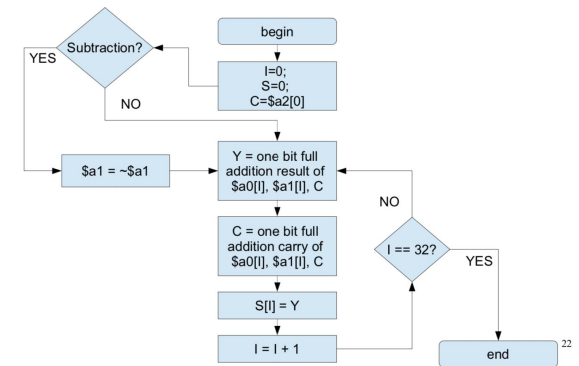 begin
I=0;
S=0;
C=$a2[0]
Subtraction?
YES
NO
$a1 = ~$a1
Y = one bit full
addition result of
$a0[I], $a1[I], C
C = one bit full
addition carry of
$a0[I], $a1[I], C
S[I] = Y
I = I + 1
I == 32?
NO
YES
end
22